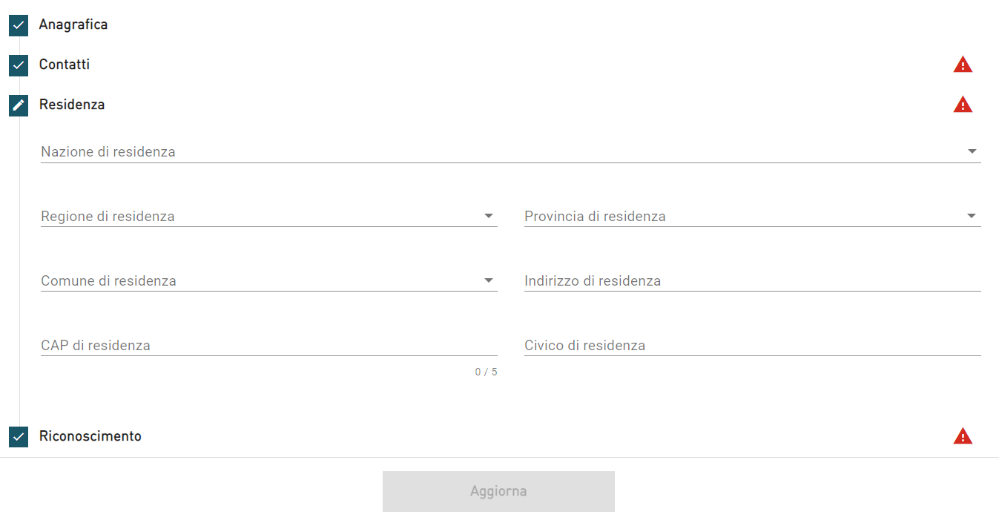 Anagrafica
Contatti
Residenza
Nazione di residenza
Regione di residenza
Provincia di residenza
Comune di residenza
Indirizzo di residenza
CAP di residenza
Civico di residenza
0 / 5
Riconoscimento
Aggiorna